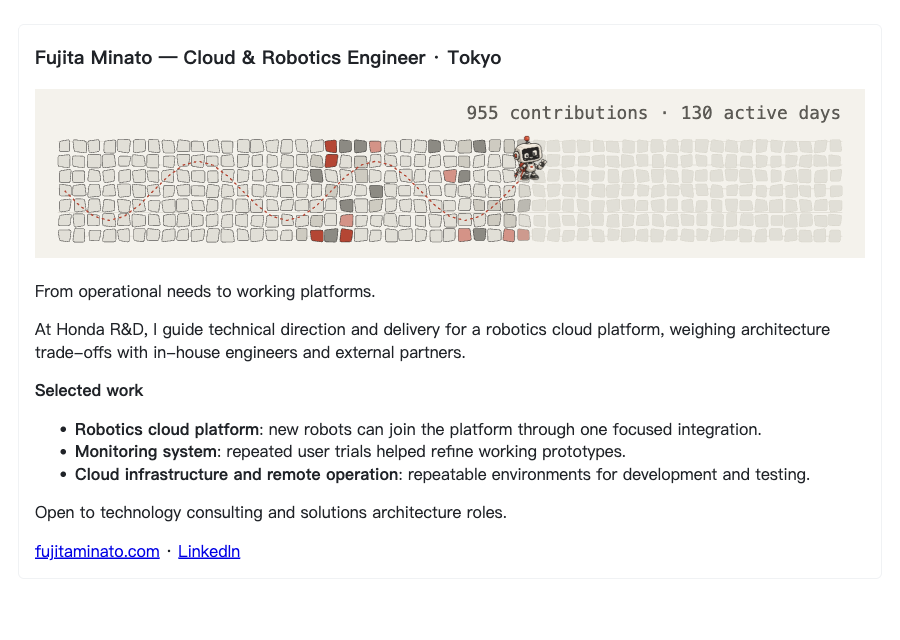 Fujita Minato — Cloud & Robotics Engineer · Tokyo
955 contributions · 130 active days
From operational needs to working platforms.
At Honda R&D, I guide technical direction and delivery for a robotics cloud platform, weighing architecture
trade-offs with in-house engineers and external partners.
Selected work
• Robotics cloud platform: new robots can join the platform through one focused integration.
• Monitoring system: repeated user trials helped refine working prototypes.
• Cloud infrastructure and remote operation: repeatable environments for development and testing.
Open to technology consulting and solutions architecture roles.
fujitaminato.com · LinkedIn